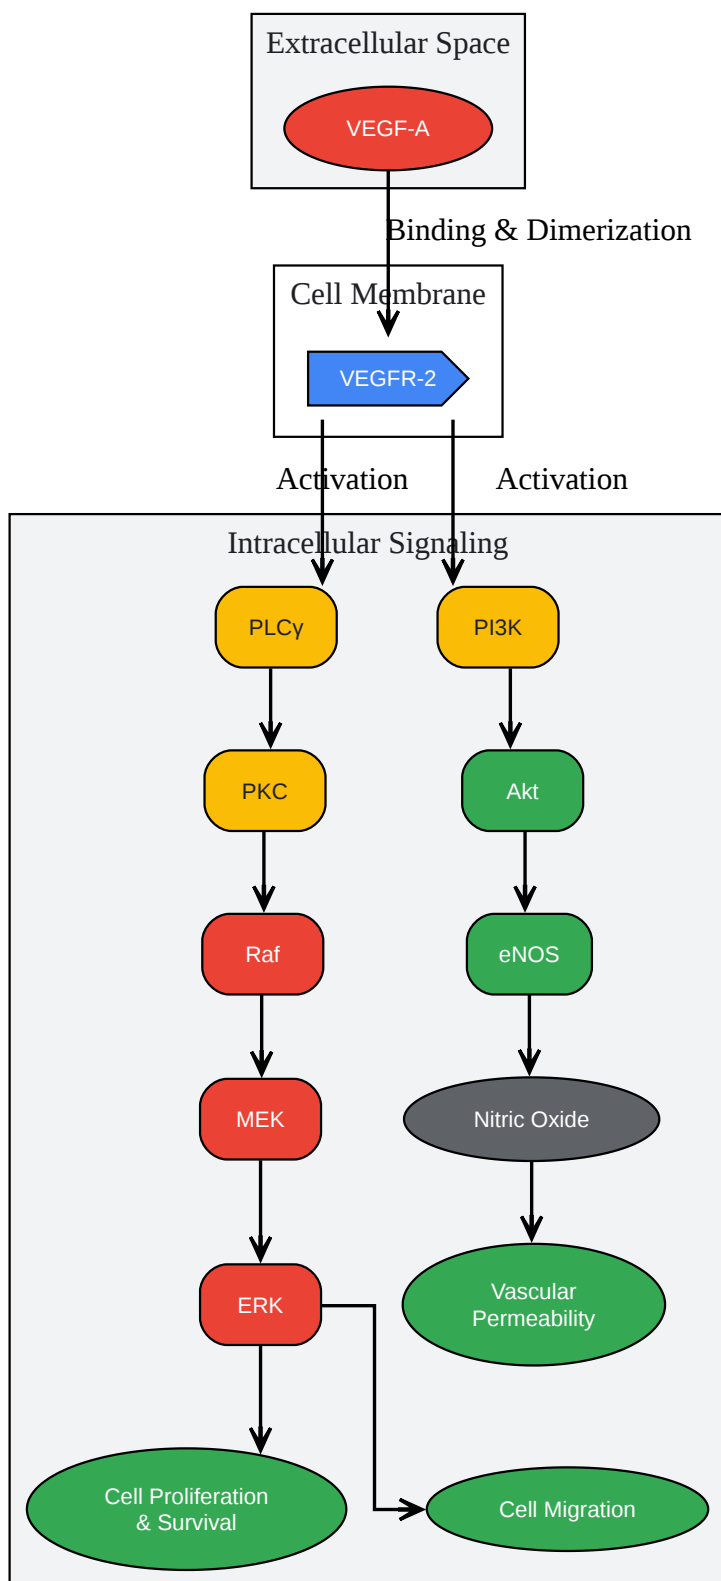 Extracellular Space
VEGF-A
Binding & Dimerization
Cell Membrane
VEGFR-2
Activation
Activation
Intracellular Signaling
PLCγ
PI3K
PKC
Akt
Raf
eNOS
MEK
Nitric Oxide
ERK
Vascular
Permeability
Cell Proliferation
& Survival
Cell Migration